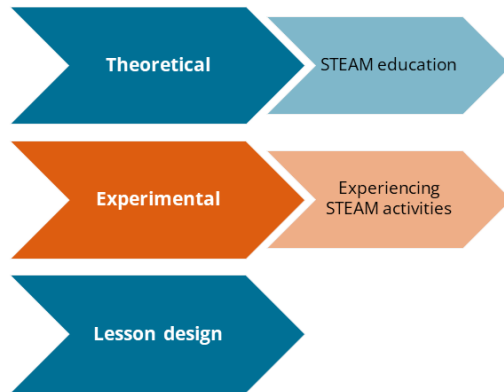 Theoretical
STEAM education
Experimental
Experiencing
STEAM activities
Lesson design